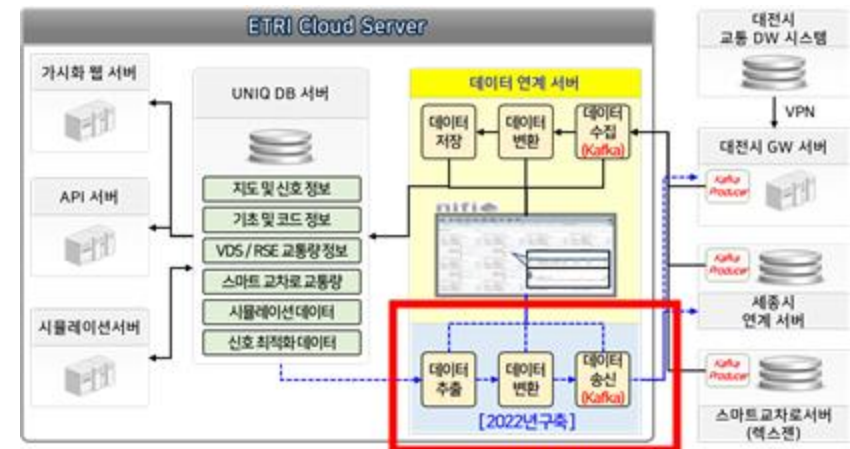 ETRI Cloud Server
가시화 웹 서버
API 서버
시뮬레이션서버
UNIQ DB 서버
지도 및 신호 정보
기초 및 코드 정보
VDS / RSE 교통량 정보
스마트 교차로 교통량
시뮬레이션 데이터
신호 최적화 데이터
데이터 연계 서버
데이터
저장
데이터
변환
데이터
수집
(Kafka)
nifi
데이터
추출
데이터
변환
데이터
송신
(Kafka)
[2022년구축]
대전시
교통 DW 시스템
VPN
대전시 GW 서버
Kafka
Producer
Kafka
Producer
세종시
연계 서버
Kafka
Producer
스마트교차로서버
(렉스젠)